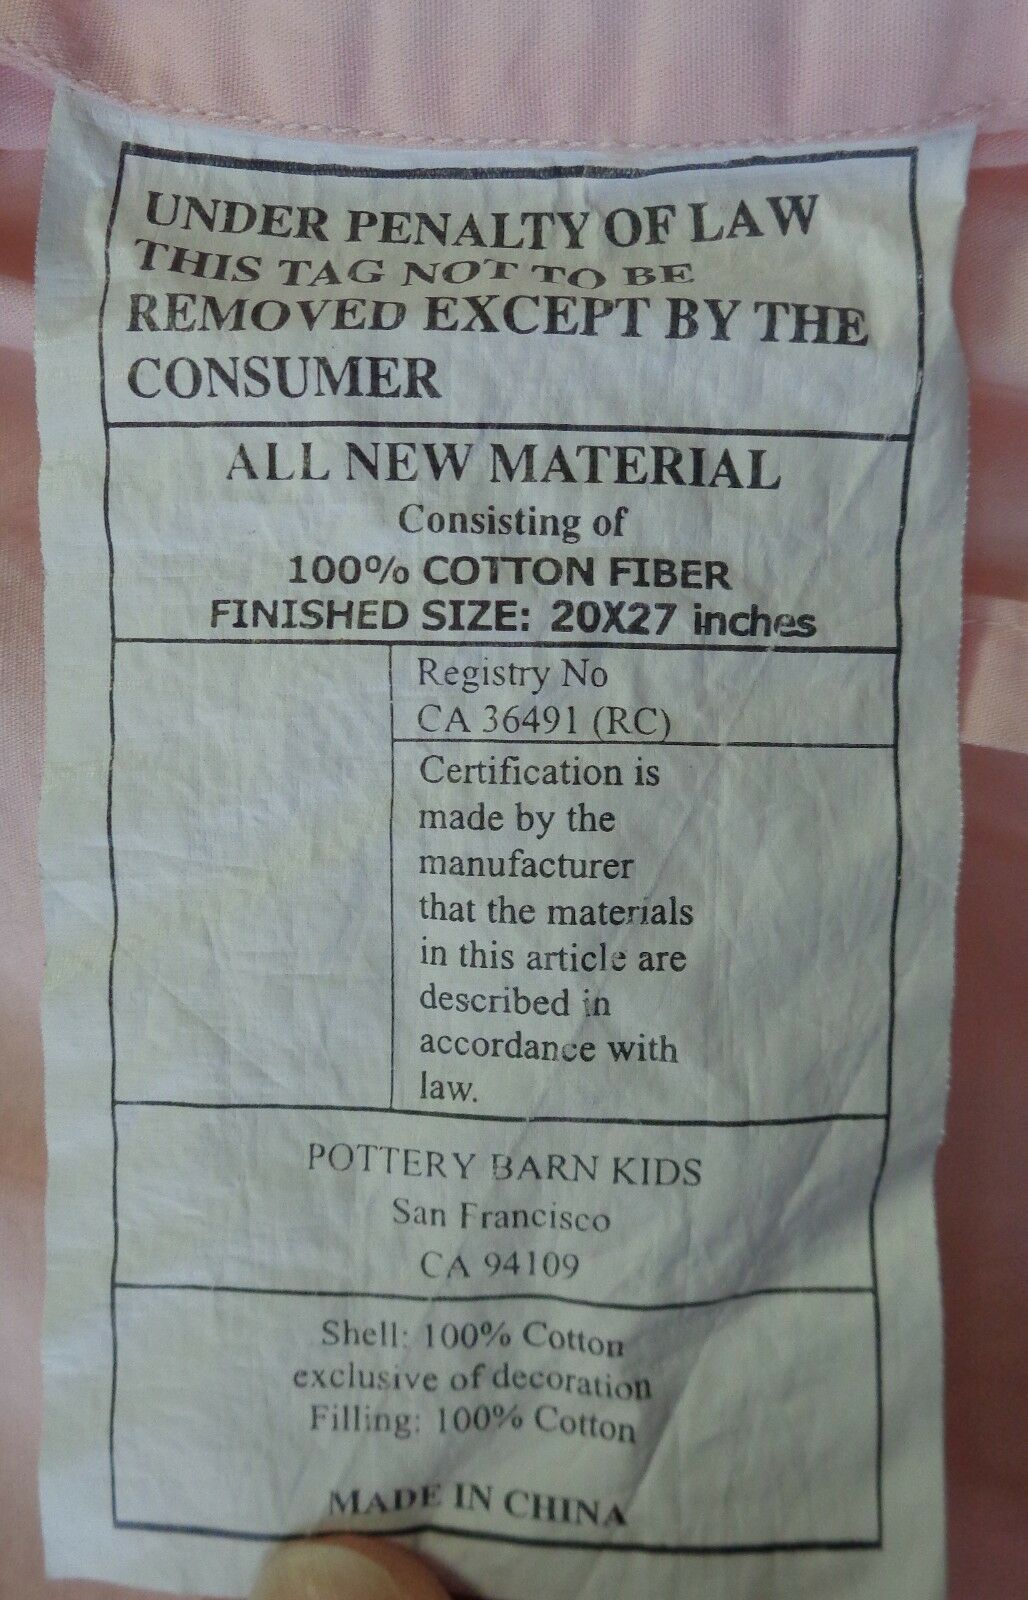 UNDER PENALTY OF LAW
THIS TAG NOT TO BE
REMOVED EXCEPT BY THE
CONSUMER
ALL NEW MATERIAL
Consisting of
100% COTTON FIBER
FINISHED SIZE: 20X27 inches
Registry No
CA 36491 (RC)
Certification is
made by the
manufacturer
that the materials
in this article are
described in
accordance with
law.
POTTERY BARN KIDS
San Francisco
CA 94109
Shell: 100% Cotton
exclusive of decoration
Filling: 100% Cotton
MADE IN CHINA